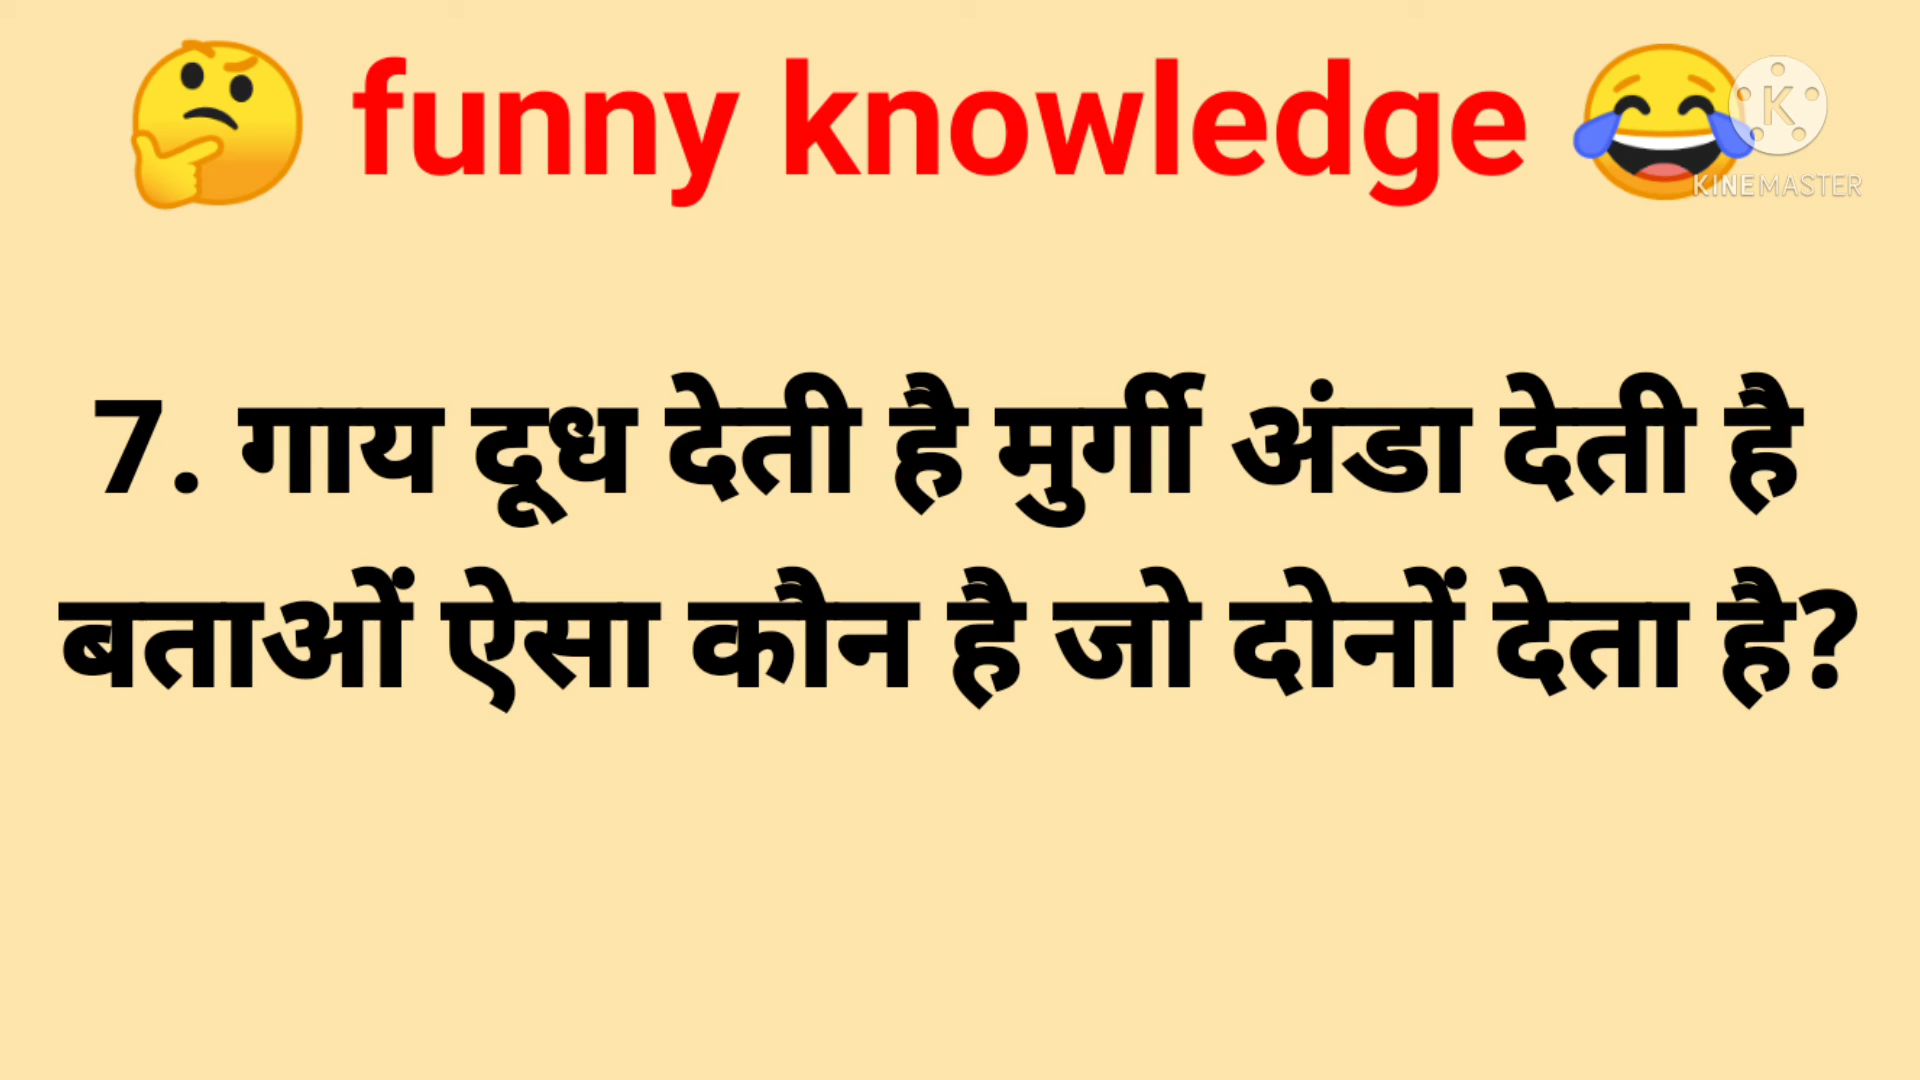 funny knowledge
KINEMASTER
7. गाय दूध देती है मुर्गी अंडा देती है
बताओं ऐसा कौन है जो दोनों देता है?